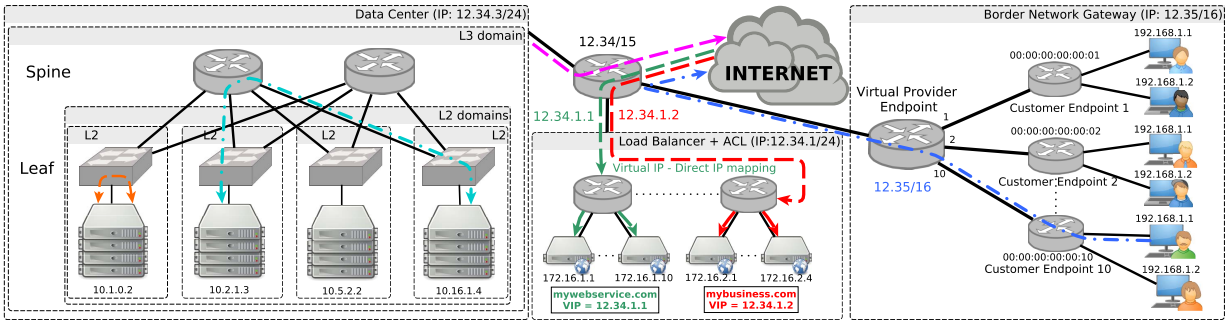 Data Center (IP: 12.34.3/24)
L3 domain
Spine
L2 domains
L2
L2
L2
L2
Leaf
10.1.0.2
10.2.1.3
10.5.2.2
10.16.1.4
12.34/15
INTERNET
12.34.1.1
12.34.1.2
Load Balancer + ACL (IP:12.34.1/24)
Virtual IP - Direct IP mapping
172.16.1.1
172.16.1.10
172.16.2.1
172.16.2.4
mywebservice.com
VIP = 12.34.1.1
mybusiness.com
VIP = 12.34.1.2
Border Network Gateway (IP: 12.35/16)
Virtual Provider
Endpoint
12.35/16
1
2
10
00:00:00:00:00:01
Customer Endpoint 1
192.168.1.1
192.168.1.2
00:00:00:00:00:02
Customer Endpoint 2
192.168.1.1
192.168.1.2
00:00:00:00:00:10
Customer Endpoint 10
192.168.1.1
192.168.1.2